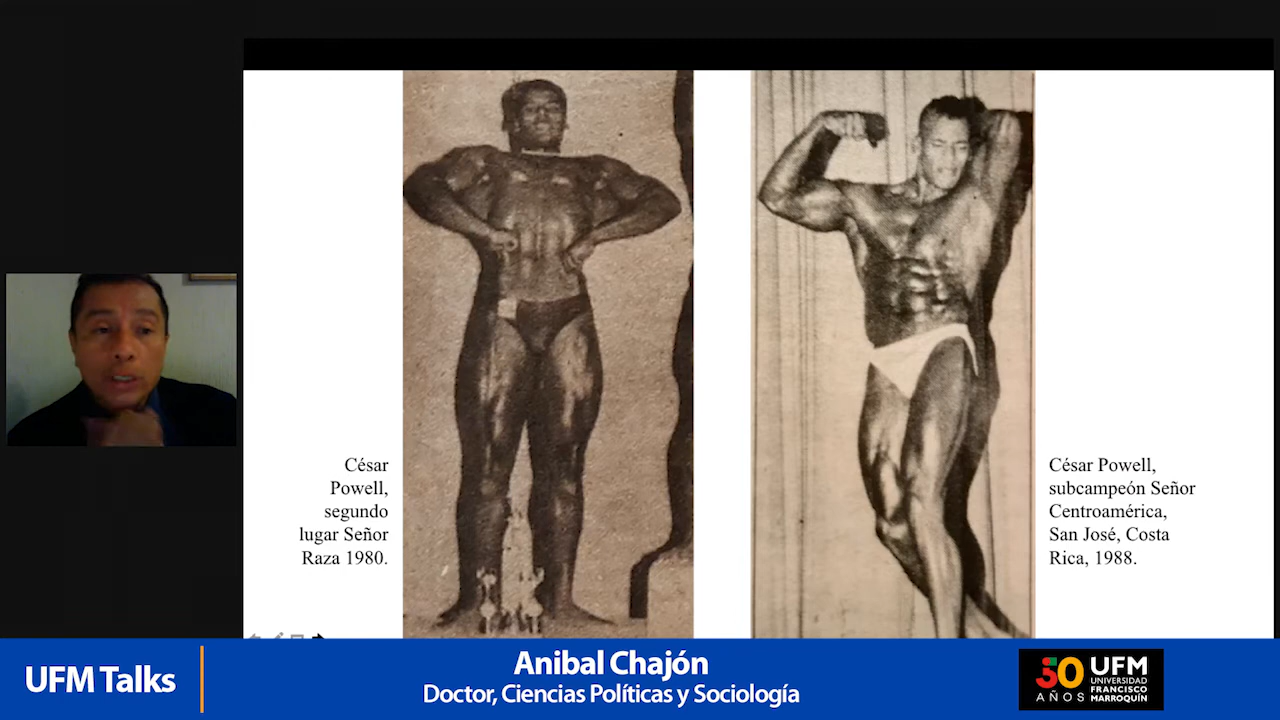 César
Powell,
segundo
lugar Señor
Raza 1980.
César Powell,
subcampeón Señor
Centroamérica,
San José, Costa
Rica, 1988.
UFM Talks
Anibal Chajón
Doctor, Ciencias Políticas y Sociología
50
AÑOS
UFM
UNIVERSIDAD
FRANCISCO
MARROQUÍN